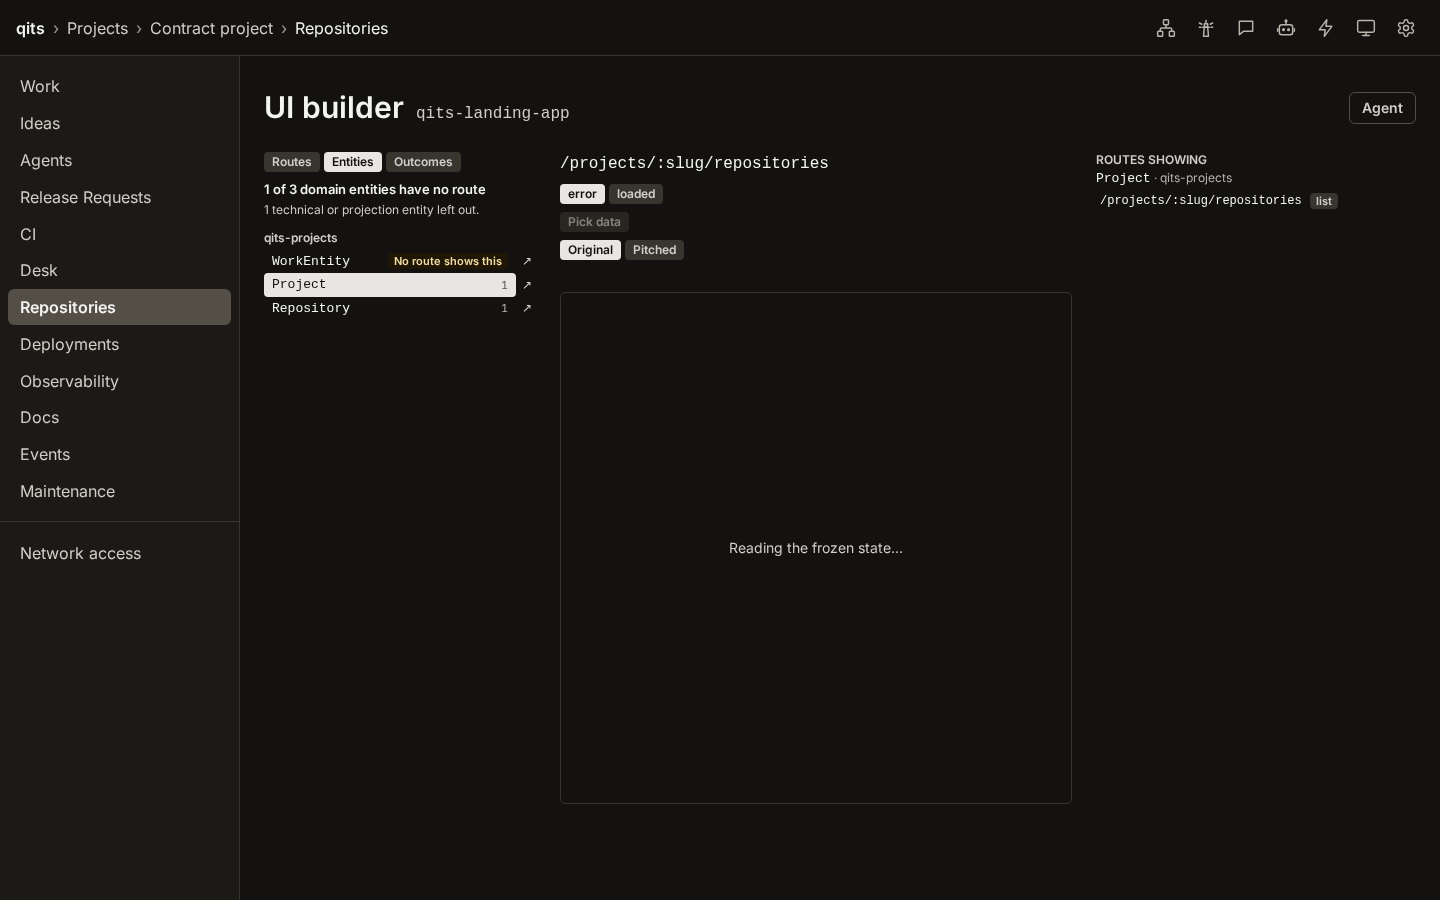 qits › Projects › Contract project › Repositories
Work
Ideas
Agents
Release Requests
CI
Desk
Repositories
Deployments
Observability
Docs
Events
Maintenance
Network access
UI builder qits-landing-app
Agent
Routes Entities Outcomes
1 of 3 domain entities have no route
1 technical or projection entity left out.
qits-projects
WorkEntity No route shows this ↗
Project 1 ↗
Repository 1 ↗
/projects/:slug/repositories
error loaded
Pick data
Original Pitched
Reading the frozen state...
ROUTES SHOWING
Project · qits-projects
/projects/:slug/repositories list